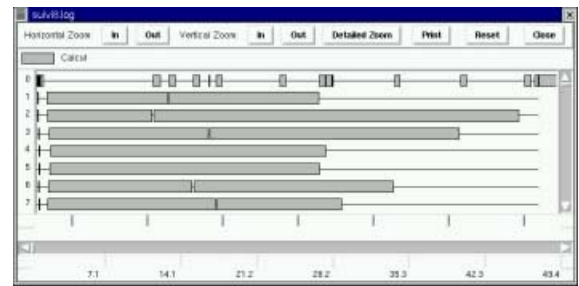 suivi8.log
Horizontal Zoom In Out Vertical Zoom In Out Detailed Zoom Print Reset Close
Calcul
0
1
2
3
4
5
6
7
7.1 14.1 21.2 28.2 35.3 42.3 49.4